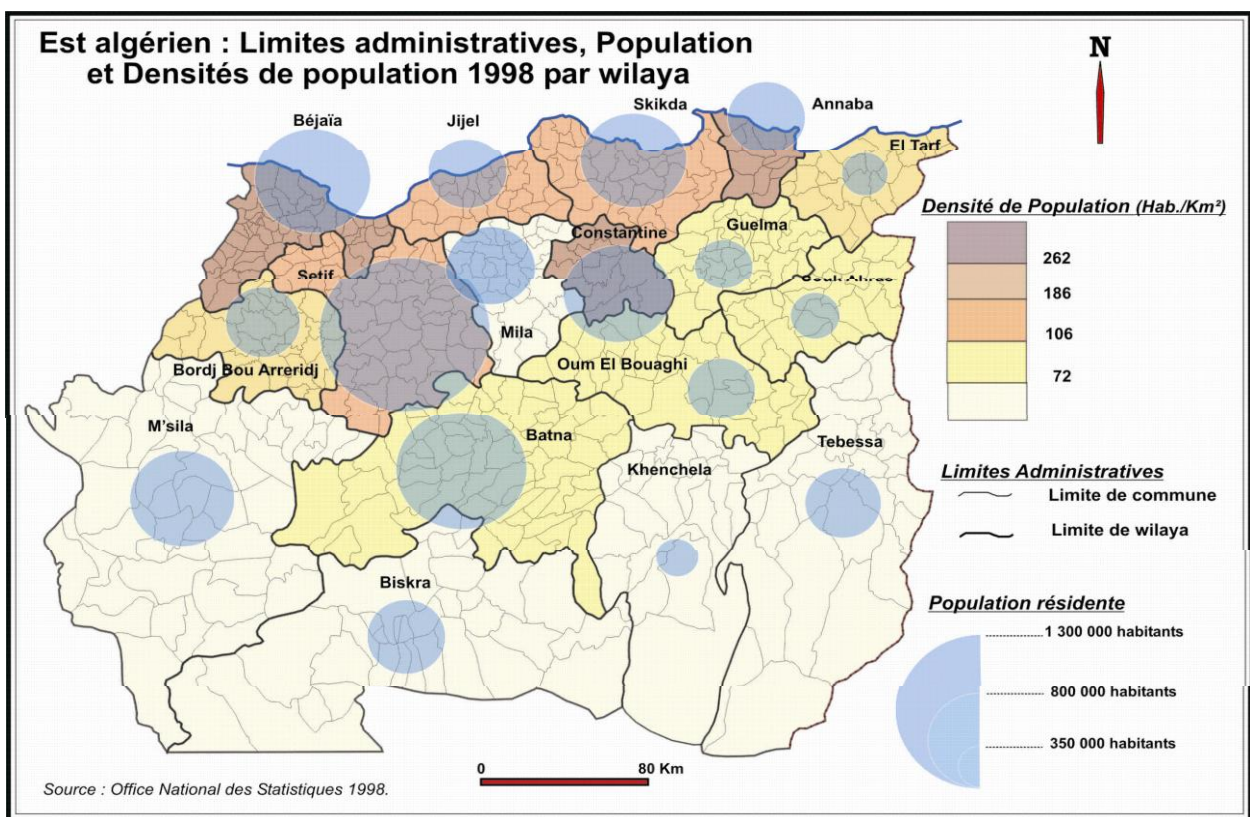 Est algérien : Limites administratives, Population
et Densités de population 1998 par wilaya
N
Skikda
Annaba
Béjaïa
Jijel
El Tarf
Densité de Population (Hab./Km²)
262
186
106
72
Guelma
Constantine
Setif
Souk Ahras
Mila
Oum El Bouaghi
Bordj Bou Arreridj
M'sila
Batna
Tebessa
Khenchela
Limites Administratives
Limite de commune
Limite de wilaya
Biskra
Population résidente
1 300 000 habitants
800 000 habitants
350 000 habitants
0 80 Km
Source : Office National des Statistiques 1998.